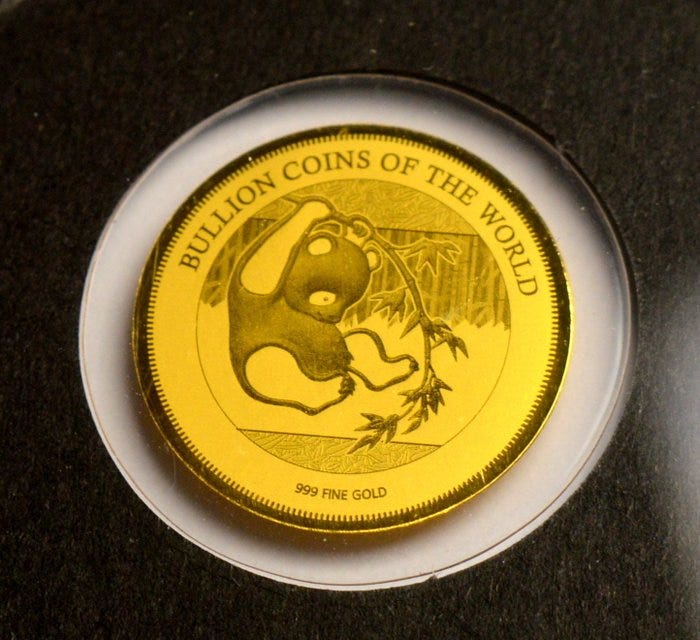 BULLION COINS OF THE WORLD
999 FINE GOLD